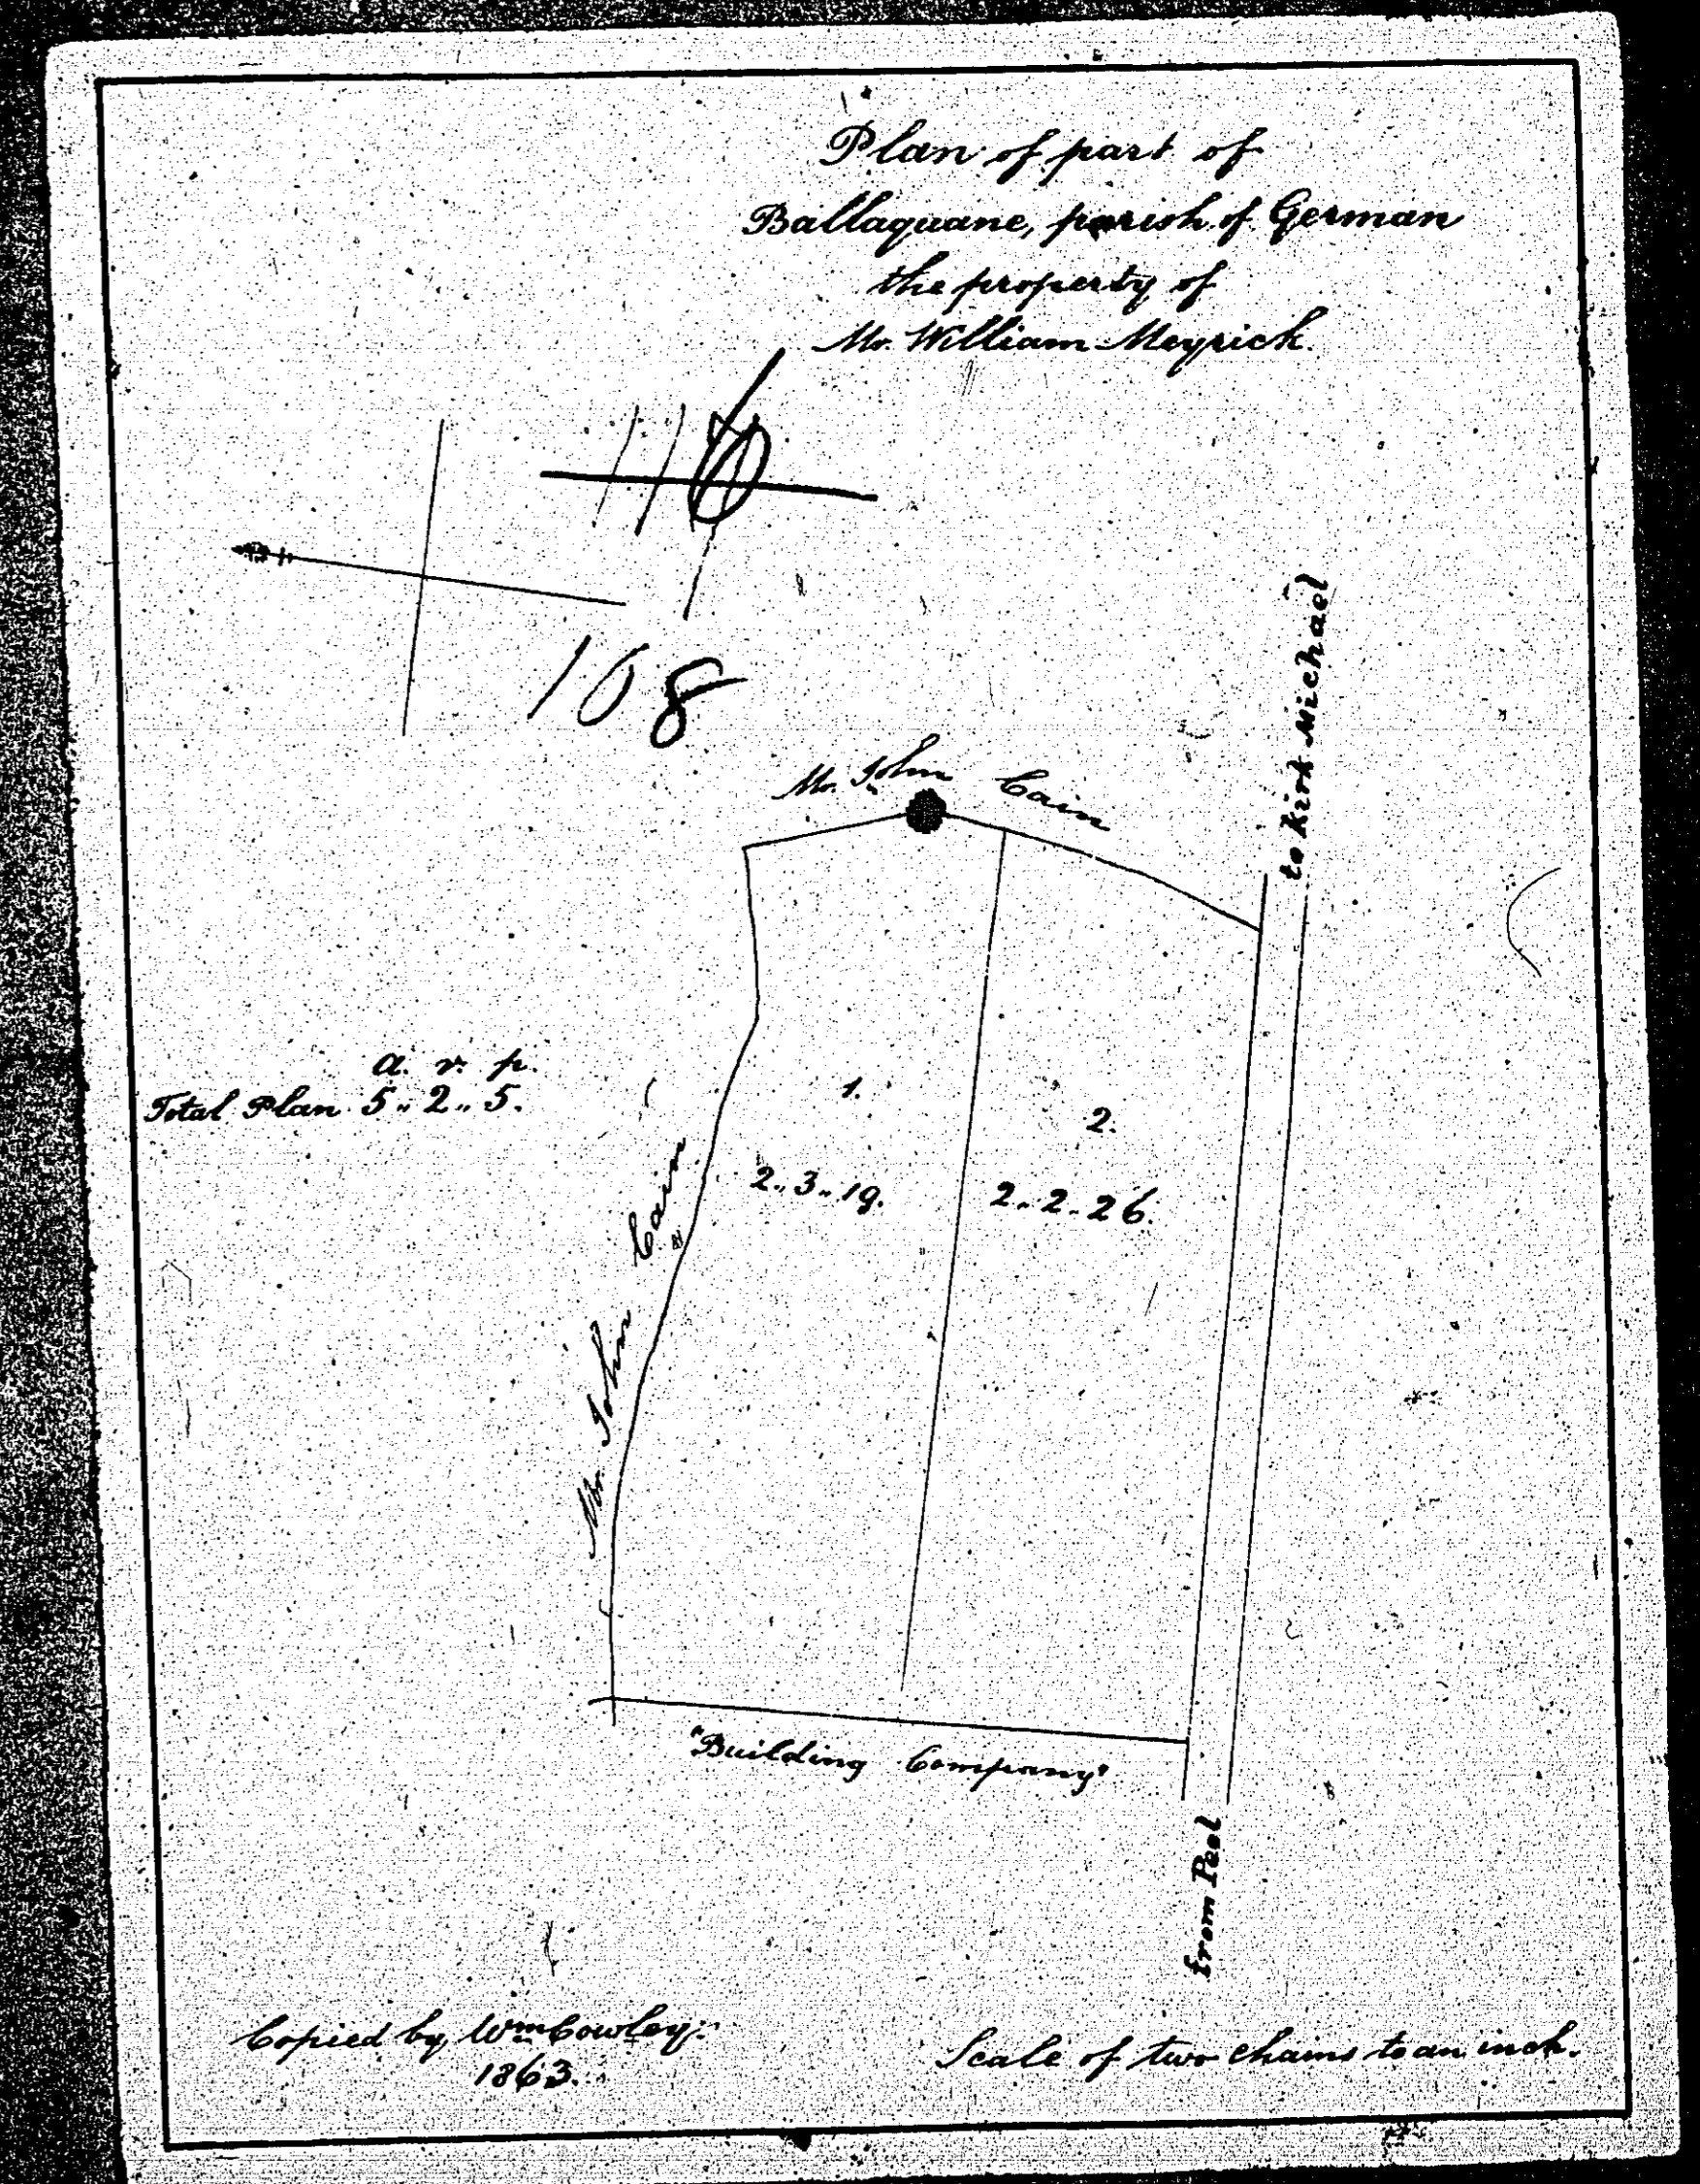 Plan of part of
Ballaquane, parish of German
the property of
Mr. William Meyrick.
168
Mr. John Cain
to Kirk Michael
a. r. p.
Total Plan 5.. 2.. 5.
1.
2.. 3.. 19.
2.
2.. 2.. 26.
Mr. John Cain
"Building Company"
from Peel
Copied by Wm Cowley.
1863.
Scale of two chains to an inch.